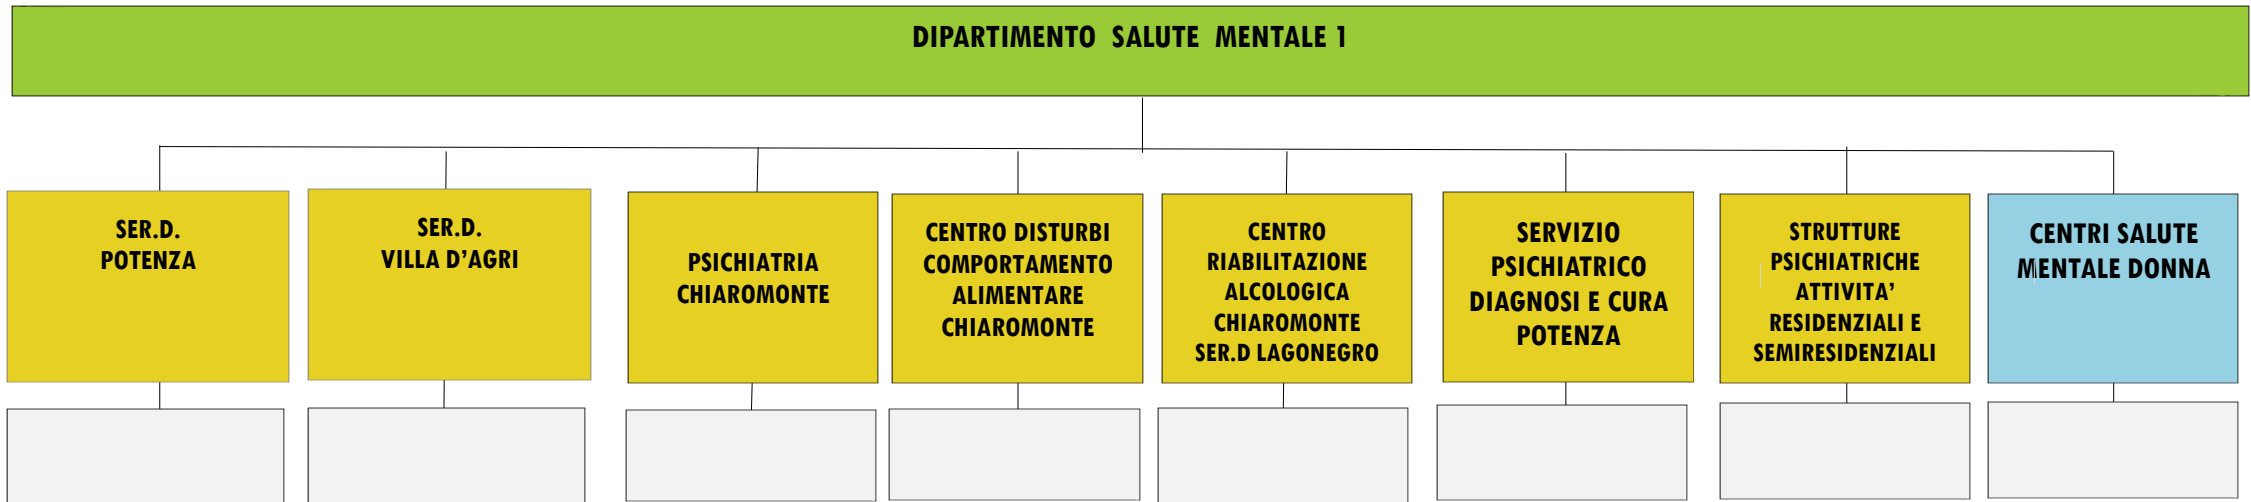 DIPARTIMENTO SALUTE MENTALE 1
SER.D.
POTENZA
SER.D.
VILLA D’AGRI
PSICHIATRIA
CHIAROMONTE
CENTRO DISTURBI
COMPORTAMENTO
ALIMENTARE
CHIAROMONTE
CENTRO
RIABILITAZIONE
ALCOLOGICA
CHIAROMONTE
SER.D LAGONEGRO
SERVIZIO
PSICHIATRICO
DIAGNOSI E CURA
POTENZA
STRUTTURE
PSICHIATRICHE
ATTIVITA’
RESIDENZIALI E
SEMIRESIDENZIALI
CENTRI SALUTE
MENTALE DONNA